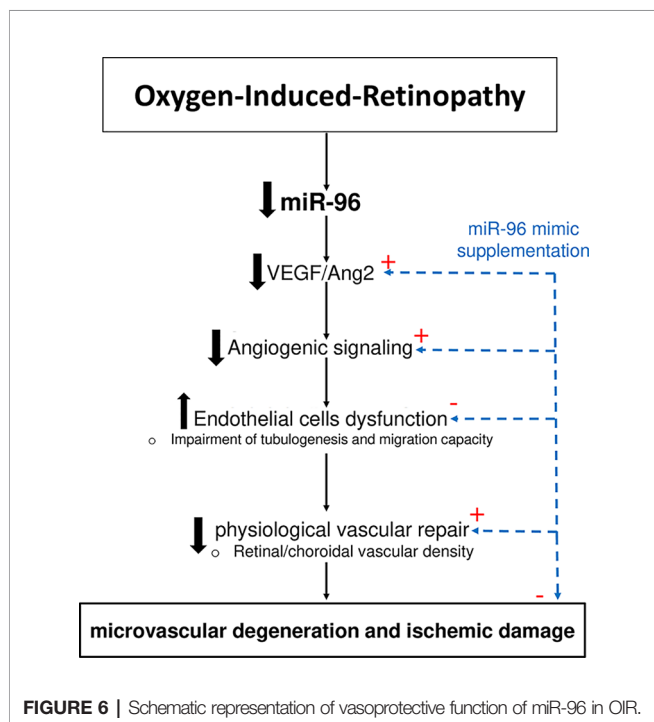 Oxygen-Induced-Retinopathy
miR-96
miR-96 mimic
supplementation
VEGF/Ang2 +
Angiogenic signaling +
Endothelial cells dysfunction -
o Impairment of tubulogenesis and migration capacity
physiological vascular repair +
o Retinal/choroidal vascular density
-
microvascular degeneration and ischemic damage
FIGURE 6 | Schematic representation of vasoprotective function of miR-96 in OIR.